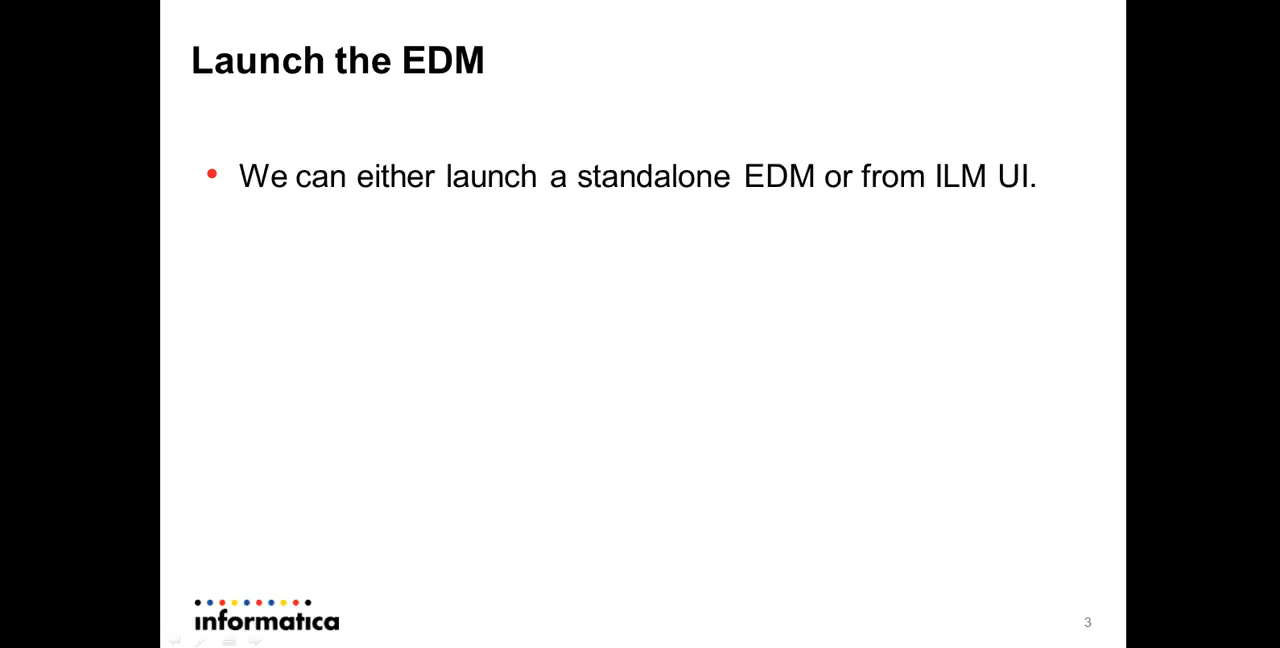 Launch the EDM
• We can either launch a standalone EDM or from ILM UI.
informatica
3